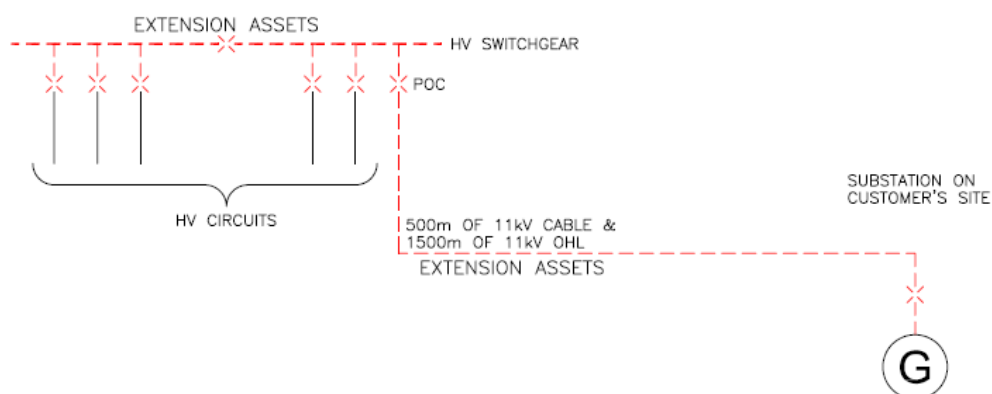 EXTENSION ASSETS
HV SWITCHGEAR
POC
HV CIRCUITS
SUBSTATION ON
CUSTOMER'S SITE
500m OF 11kV CABLE &
1500m OF 11kV OHL
EXTENSION ASSETS
G